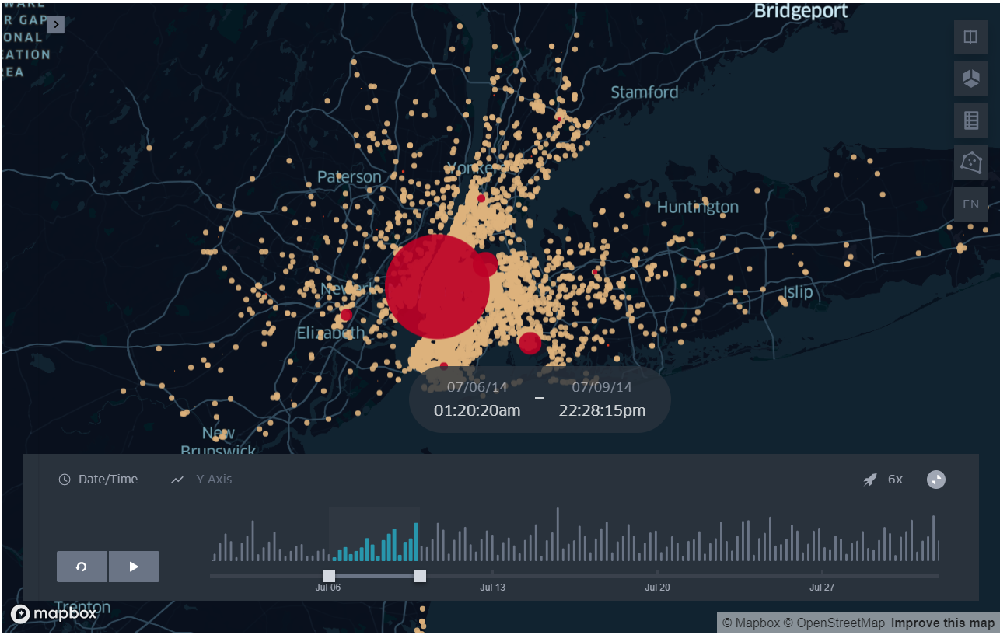 R GAP
ONAL
EATION
EA
Bridgeport
Stamford
Yonkers
Paterson
Huntington
EN
Newark
Islip
Elizabeth
07/06/14
07/09/14
01:20:20am
–
22:28:15pm
New
Brunswick
Date/Time
Y Axis
6x
Jul 06
Jul 13
Jul 20
Jul 27
Trenton
mapbox
© Mapbox © OpenStreetMap Improve this map